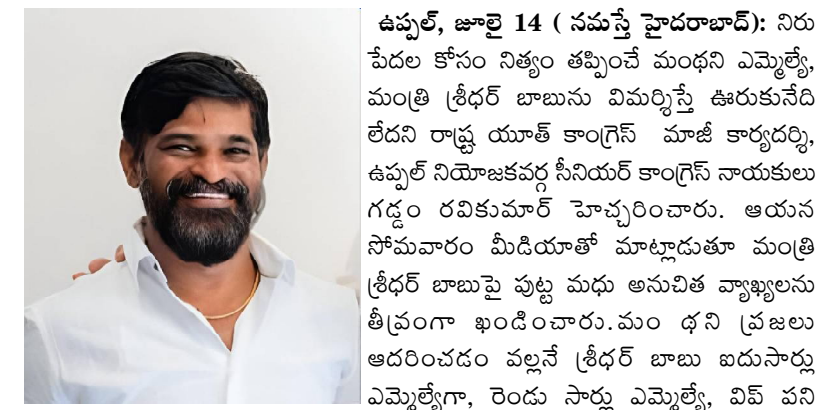 ఉప్పల్, జూలై 14 ( నమస్తే హైదరాబాద్): నిరు
పేదల కోసం నిత్యం తప్పించే మంథని ఎమ్మెల్యే,
మంత్రి శ్రీధర్ బాబును విమర్శిస్తే ఊరుకునేది
లేదని రాష్ట్ర యూత్ కాంగ్రెస్ మాజీ కార్యదర్శి,
ఉప్పల్ నియోజకవర్గ సీనియర్ కాంగ్రెస్ నాయకులు
గడ్డం రవికుమార్ హెచ్చరించారు. ఆయన
సోమవారం మీడియాతో మాట్లాడుతూ మంత్రి
శ్రీధర్ బాబుపై పుట్ట మధు అనుచిత వ్యాఖ్యలను
తీవ్రంగా ఖండించారు.మం థని ప్రజలు
ఆదరించడం వల్లనే శ్రీధర్ బాబు ఐదుసార్లు
ఎమ్మెల్యేగా, రెండు సార్లు ఎమ్మెల్యే, విప్ పని